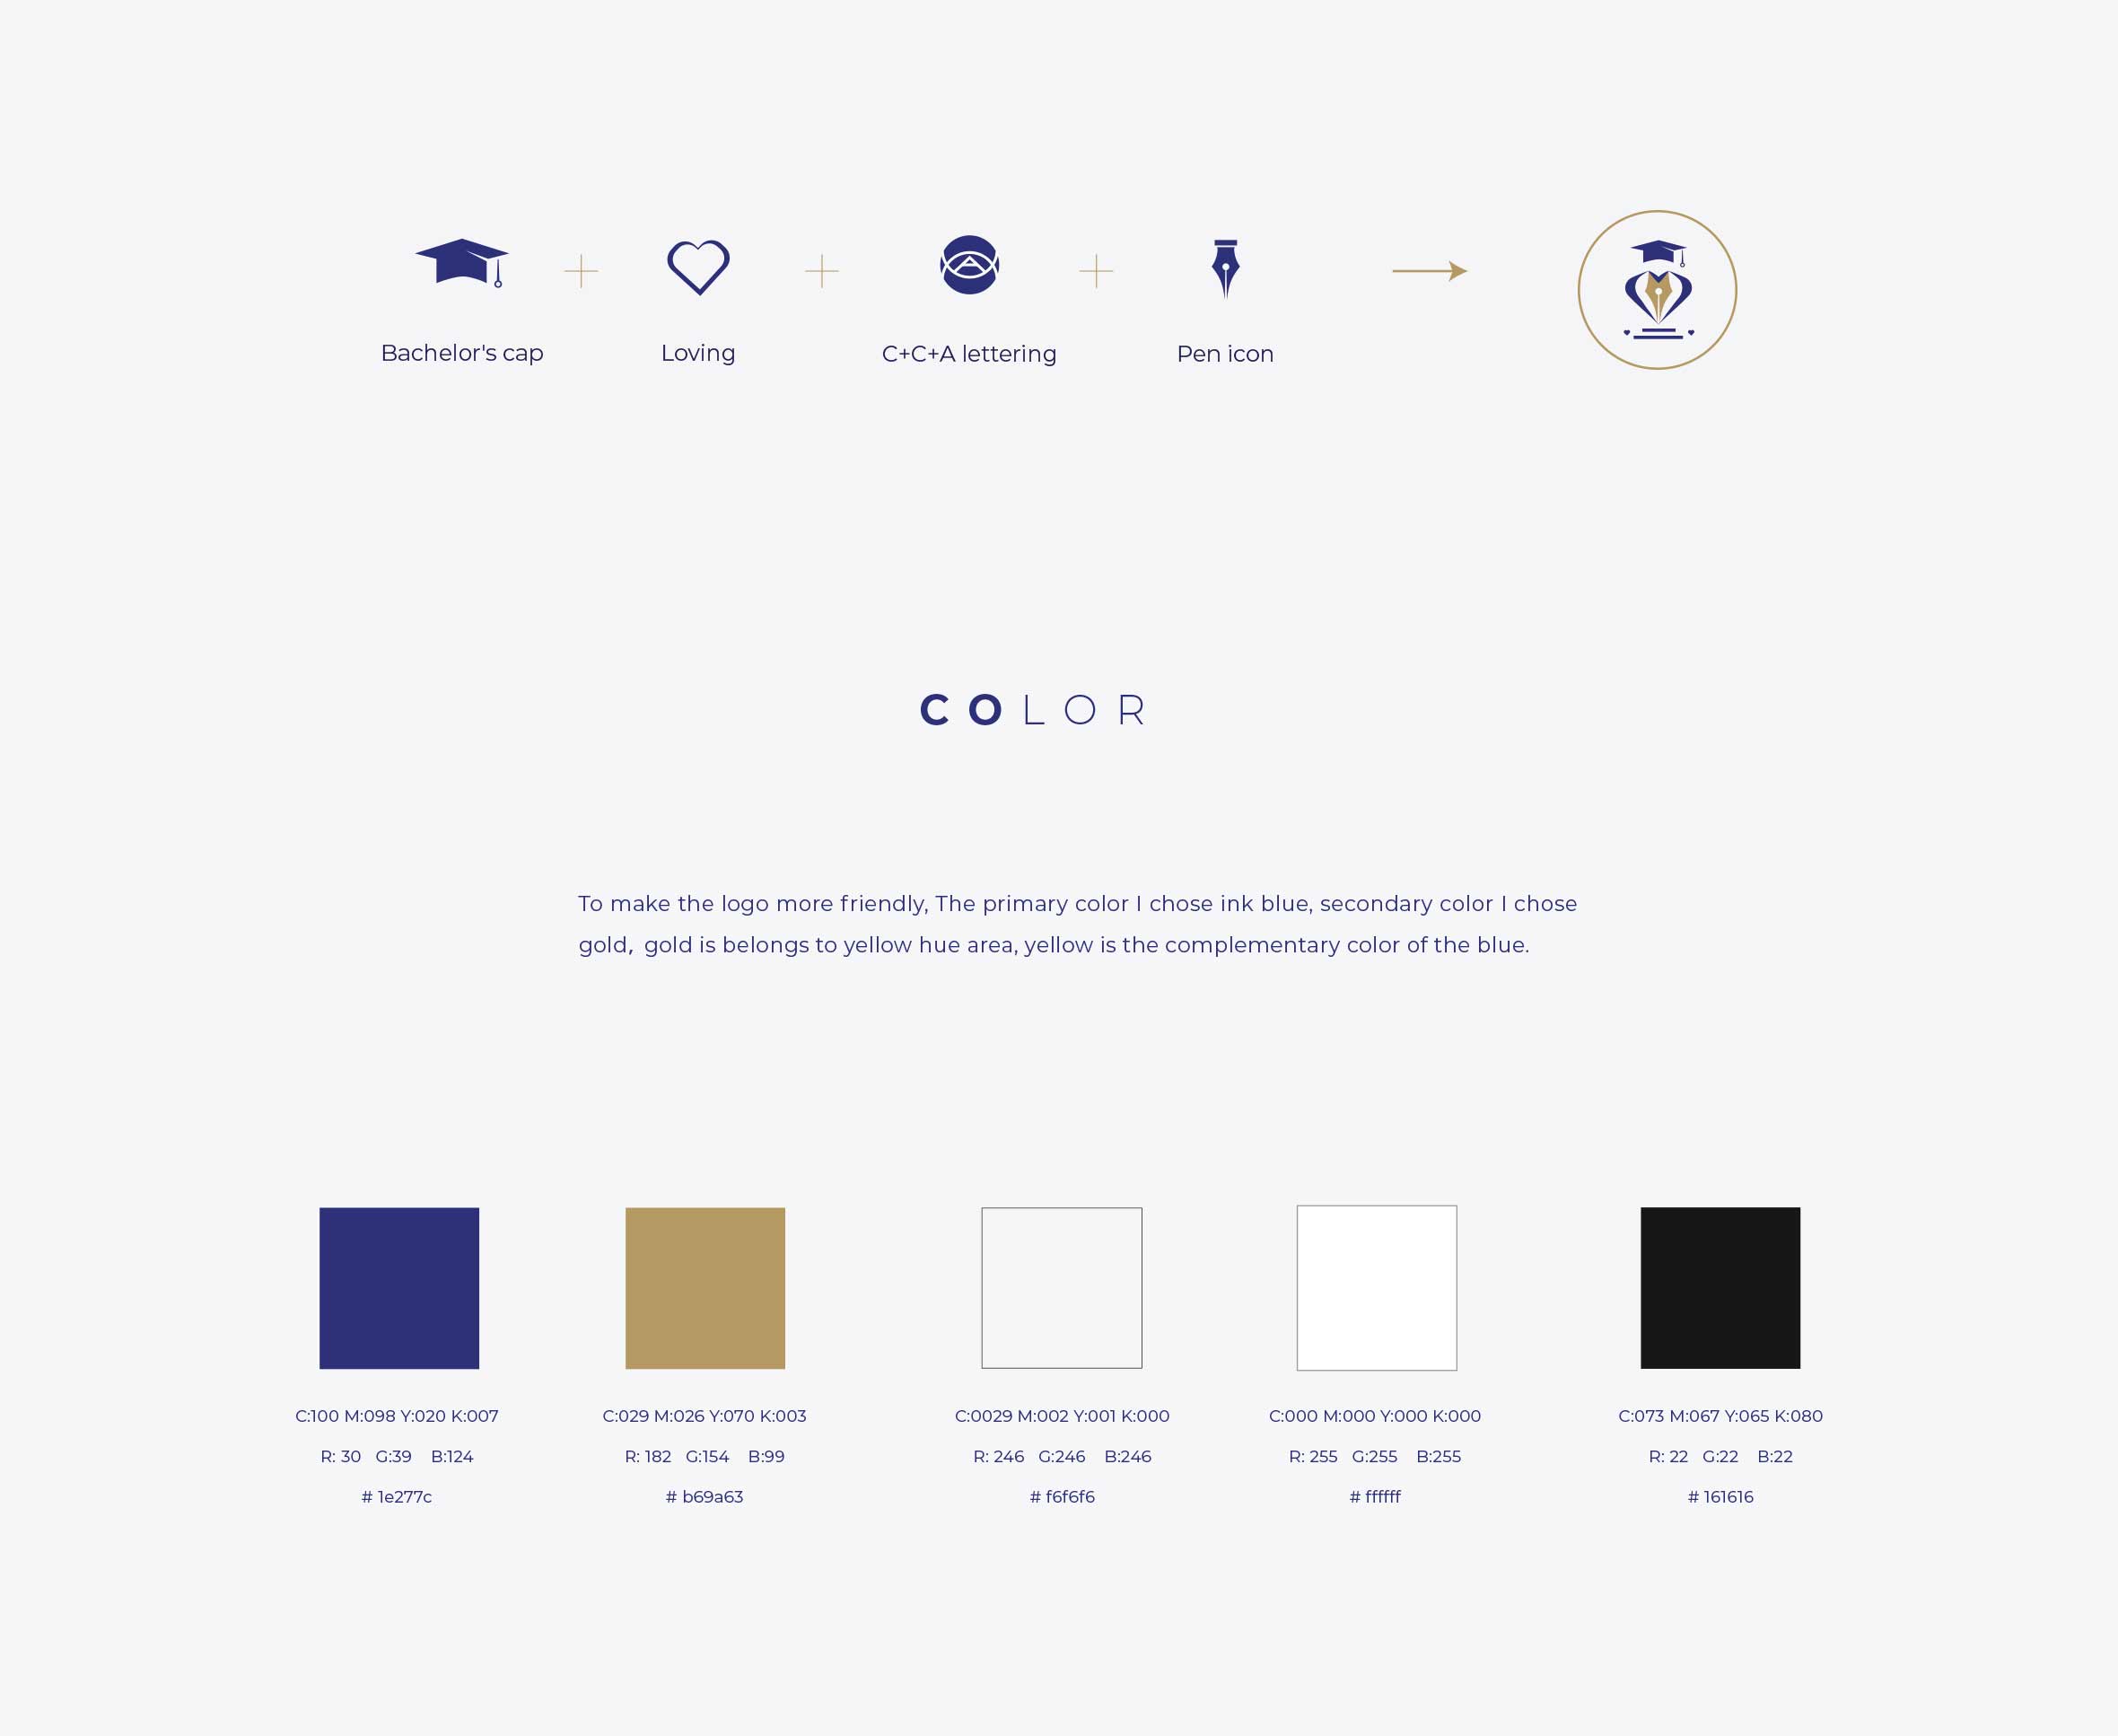 Bachelor's cap
Loving
C+C+A lettering
Pen icon
COLOR
To make the logo more friendly, The primary color I chose ink blue, secondary color I chose
gold, gold is belongs to yellow hue area, yellow is the complementary color of the blue.
C:100 M:098 Y:020 K:007
R: 30 G:39 B:124
# 1e277c
C:029 M:026 Y:070 K:003
R: 182 G:154 B:99
# b69a63
C:0029 M:002 Y:001 K:000
R: 246 G:246 B:246
# f6f6f6
C:000 M:000 Y:000 K:000
R: 255 G:255 B:255
# ffffff
C:073 M:067 Y:065 K:080
R: 22 G:22 B:22
# 161616